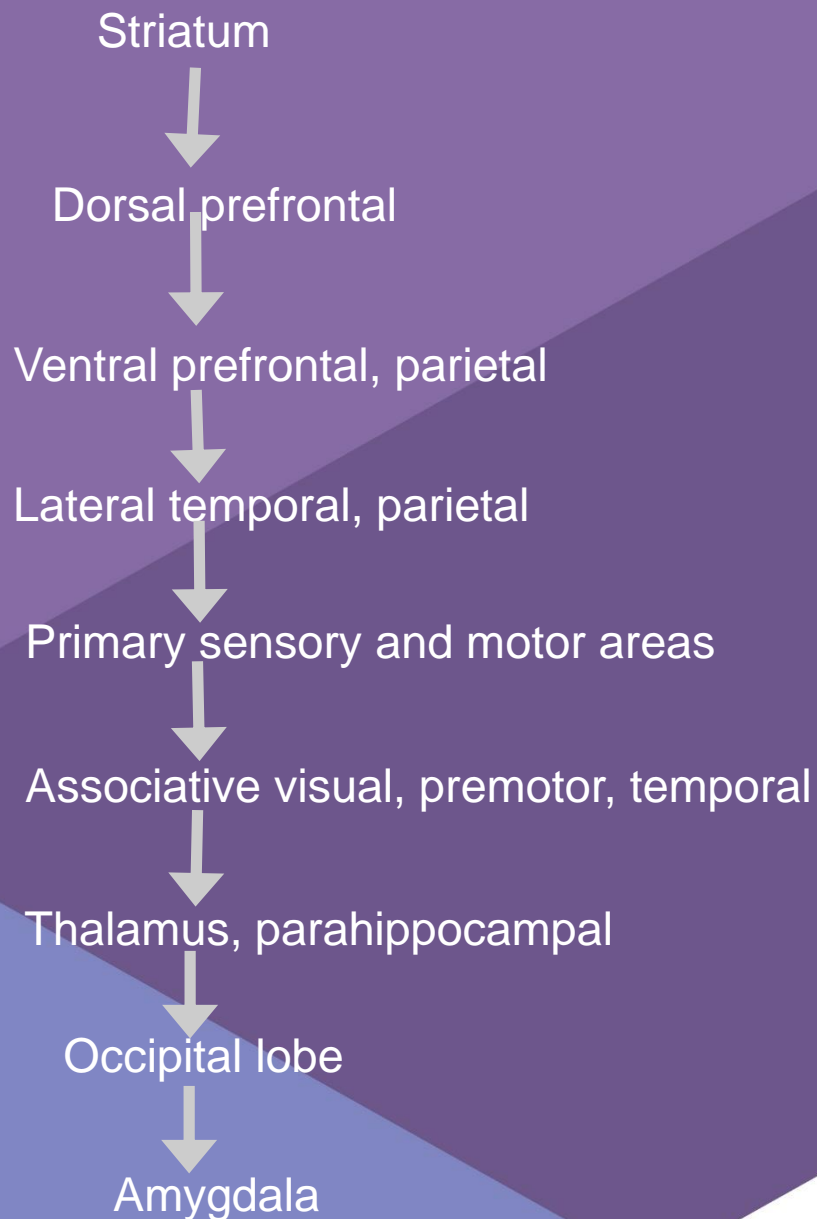 Striatum
Dorsal prefrontal
Ventral prefrontal, parietal
Lateral temporal, parietal
Primary sensory and motor areas
Associative visual, premotor, temporal
Thalamus, parahippocampal
Occipital lobe
Amygdala